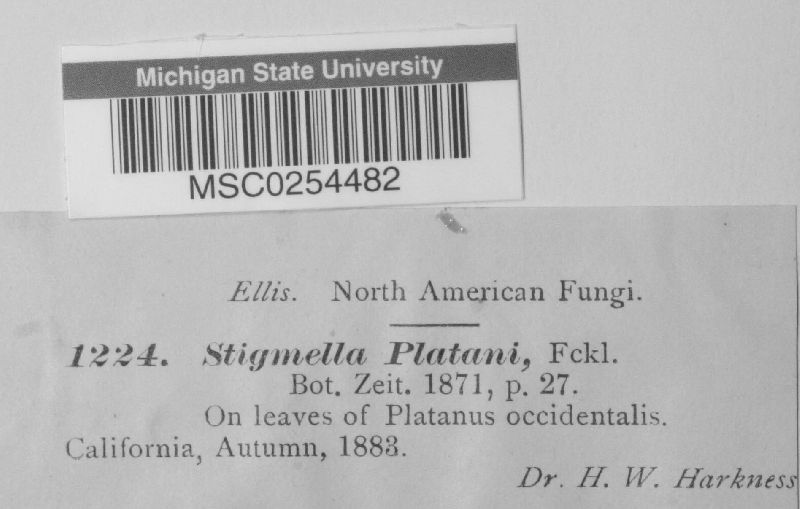 Michigan State University
MSC0254482
Ellis. North American Fungi.
1224. Stigmella Platani, Fckl.
Bot. Zeit. 1871, p. 27.
On leaves of Platanus occidentalis.
California, Autumn, 1883.
Dr. H. W. Harkness